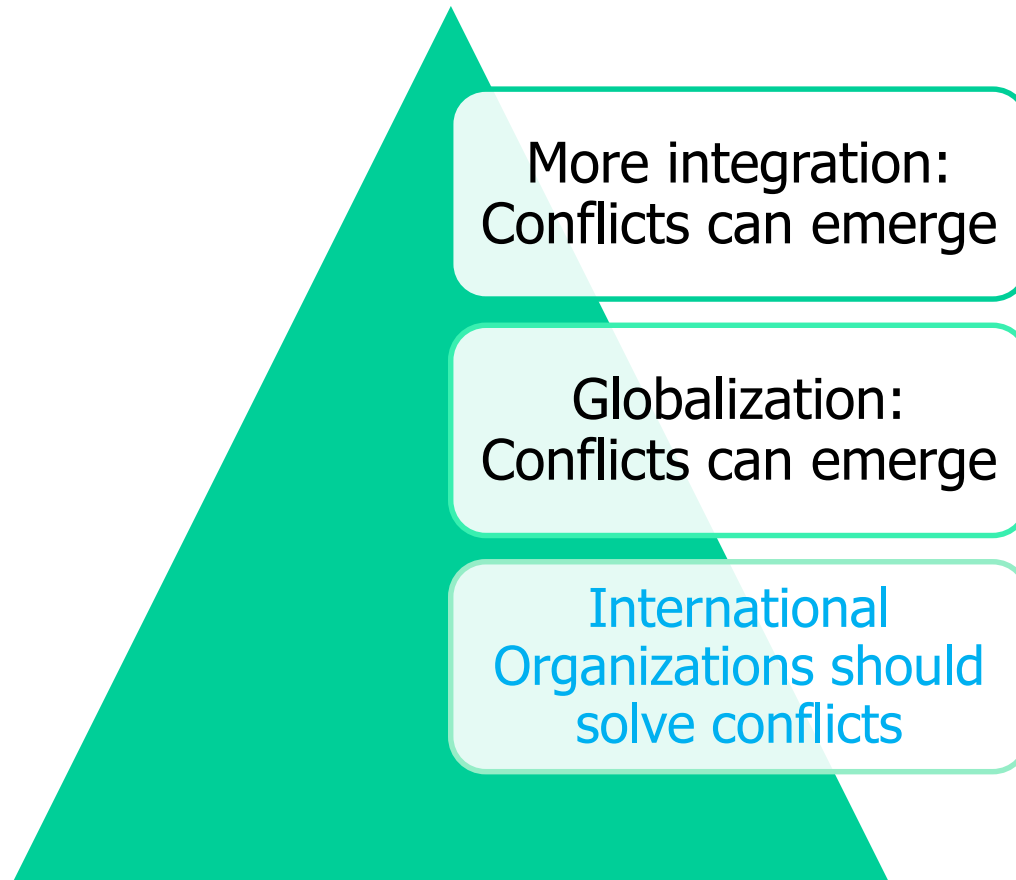 More integration:
Conflicts can emerge
Globalization:
Conflicts can emerge
International
Organizations should
solve conflicts